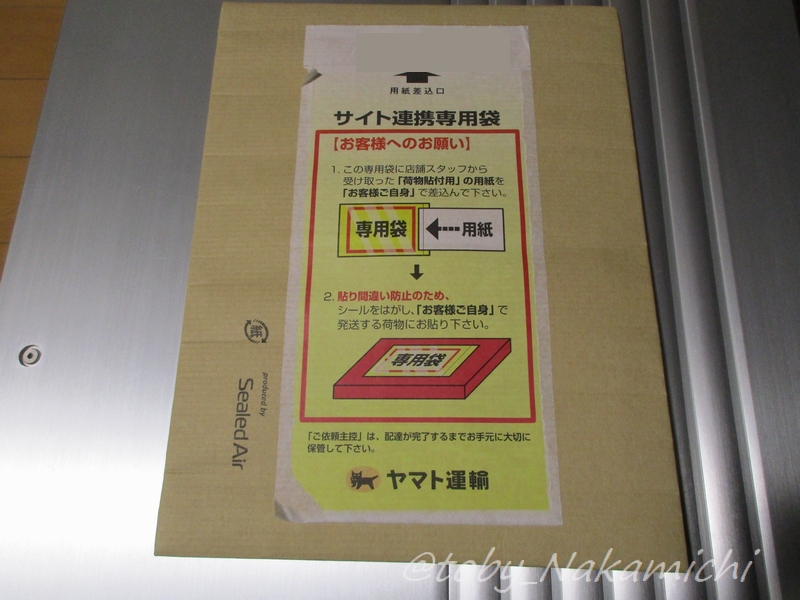 用紙差込口
サイト連携専用袋
【お客様へのお願い】
1. この専用袋に店舗スタッフから
受け取った「荷物貼付用」の用紙を
「お客様ご自身」で差込んで下さい。
専用袋
用紙
2. 貼り間違い防止のため、
シールをはがし、「お客様ご自身」で
発送する荷物にお貼り下さい。
専用袋
「ご依頼主控」は、配達が完了するまでお手元に大切に
保管して下さい。
ヤマト運輸
紙
produced by
Sealed Air
@toby_Nakamichi